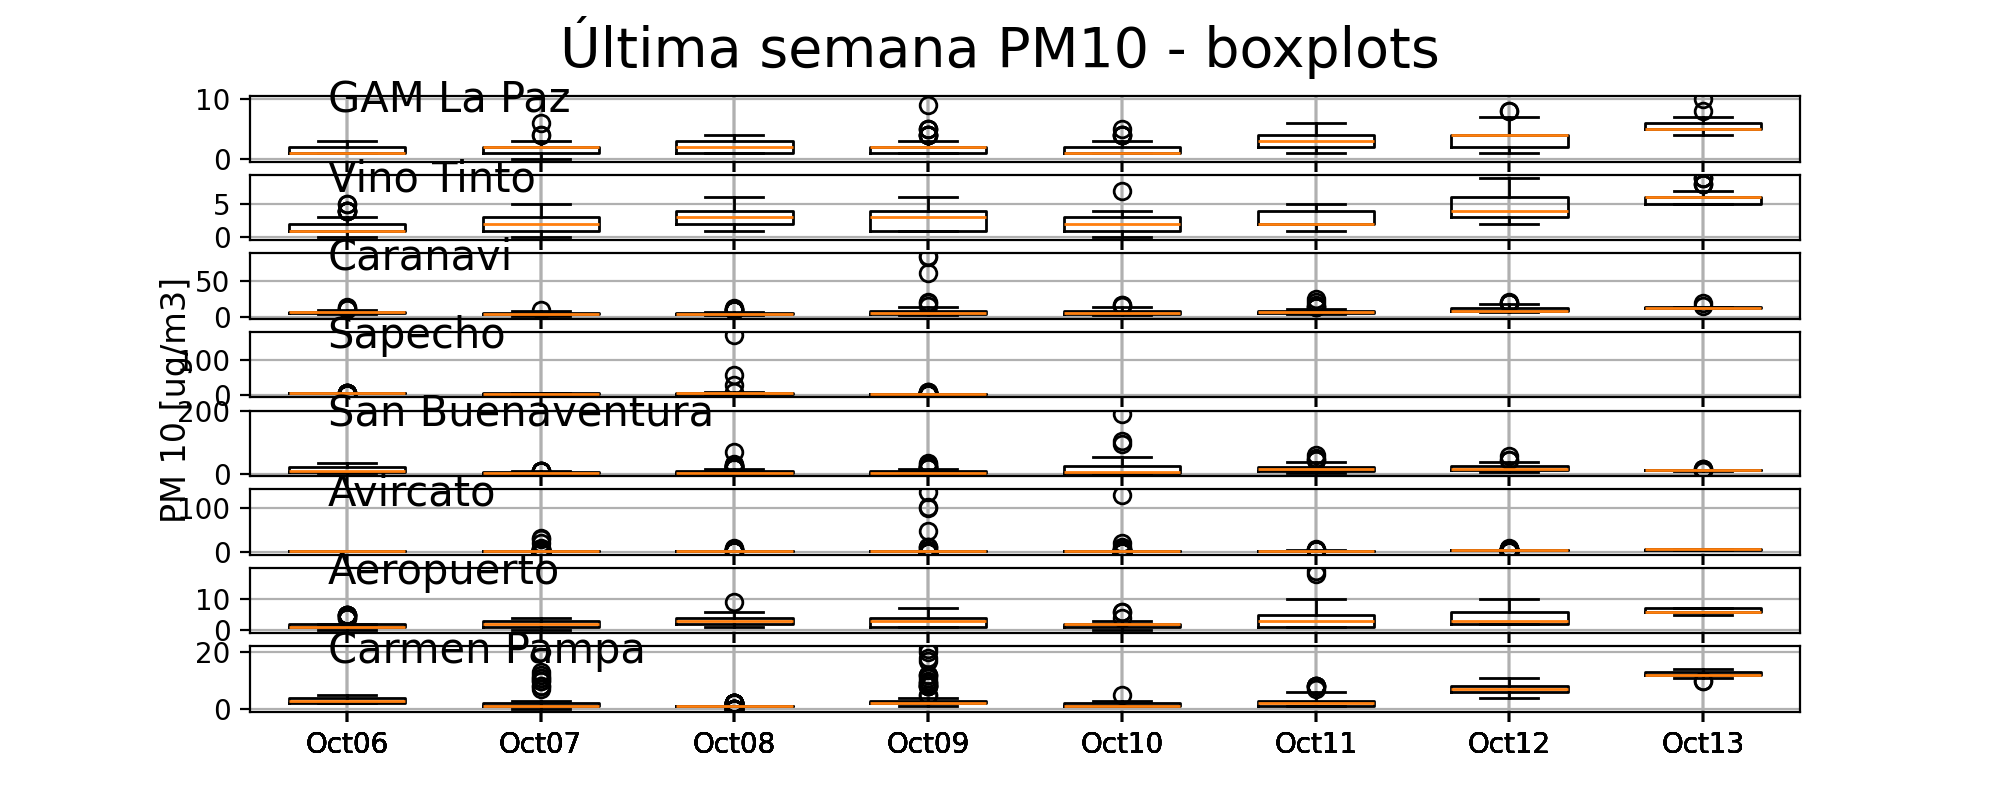 Última semana PM10 - boxplots
GAM La Paz
10
0
Vino Tinto
5
0
Caranavi
50
0
Sapecho
100
0
San Buenaventura
200
0
Avircato
100
0
Aeropuerto
10
0
Carmen Pampa
20
0
PM 10 [ug/m3]
Oct06 Oct07 Oct08 Oct09 Oct10 Oct11 Oct12 Oct13